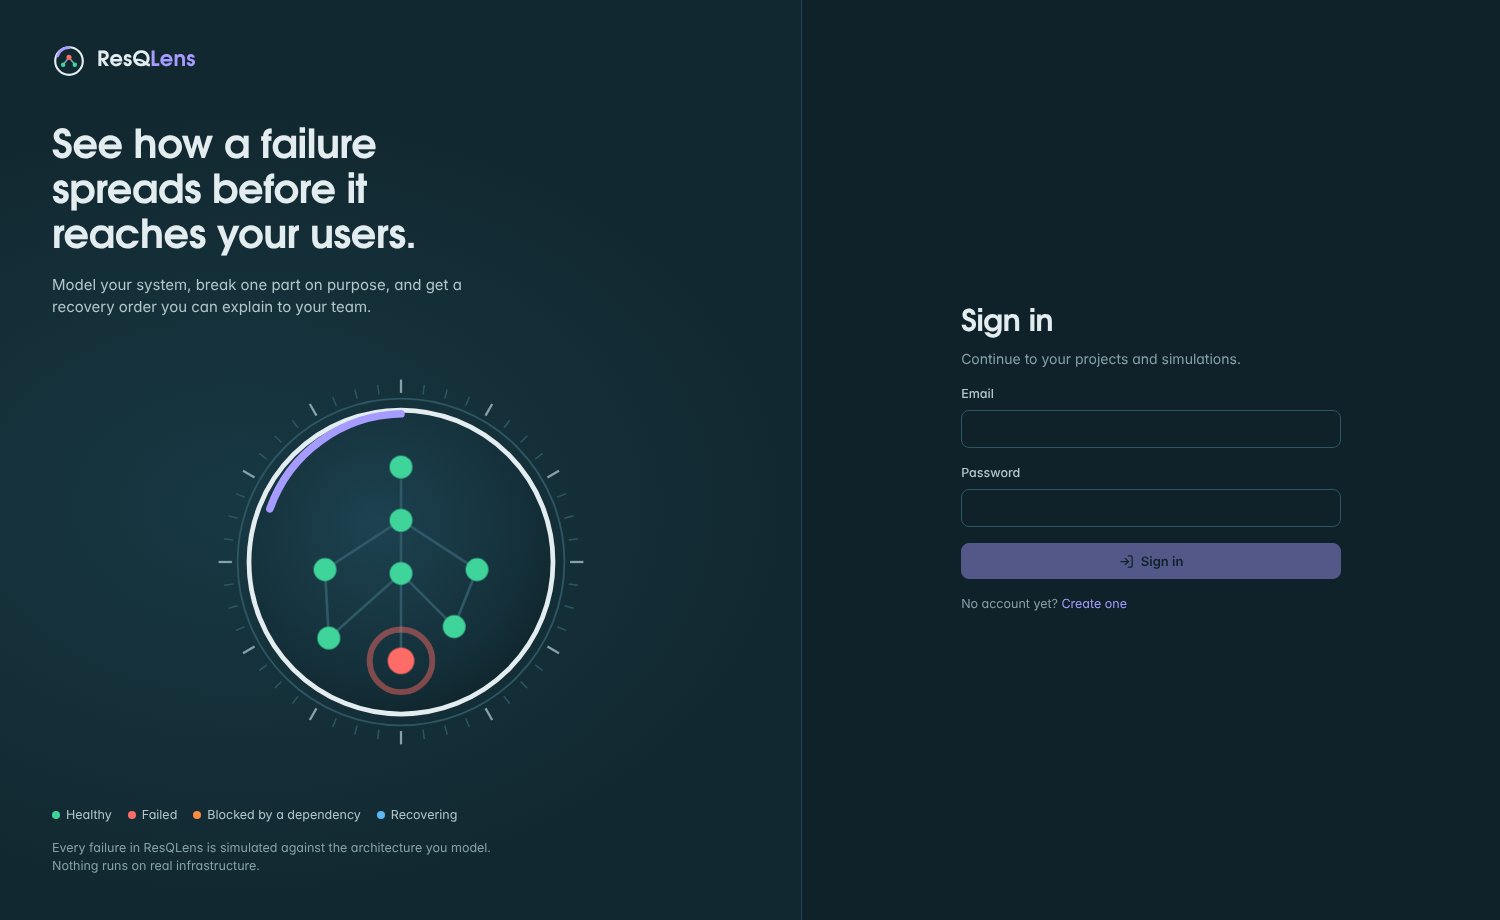 ResQLens
See how a failure
spreads before it
reaches your users.
Model your system, break one part on purpose, and get a
recovery order you can explain to your team.
Healthy
Failed
Blocked by a dependency
Recovering
Every failure in ResQLens is simulated against the architecture you model.
Nothing runs on real infrastructure.
Sign in
Continue to your projects and simulations.
Email
Password
Sign in
No account yet? Create one